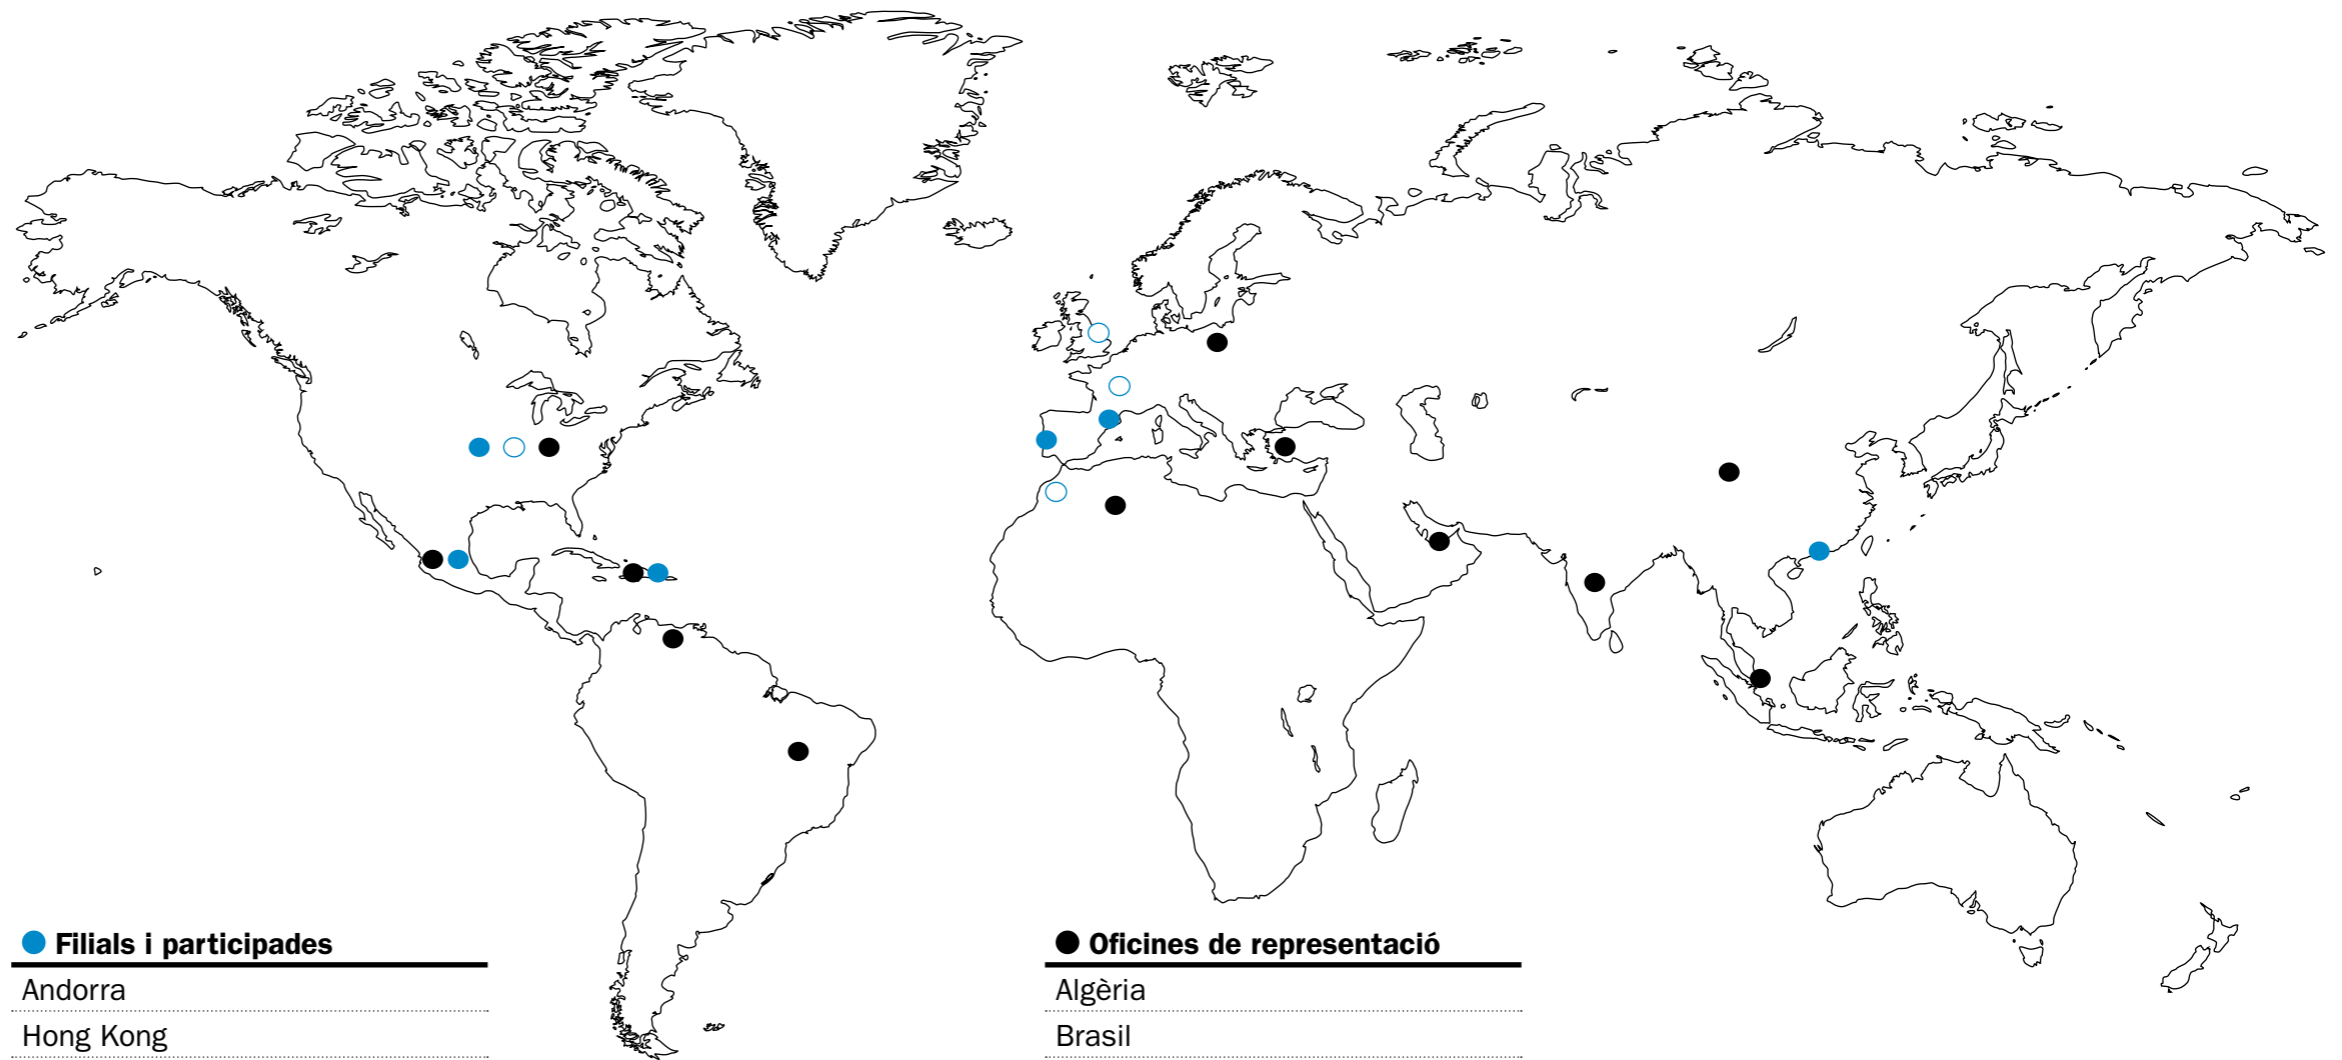 Filials i participades
Andorra
Hong Kong
Oficines de representació
Algèria
Brasil